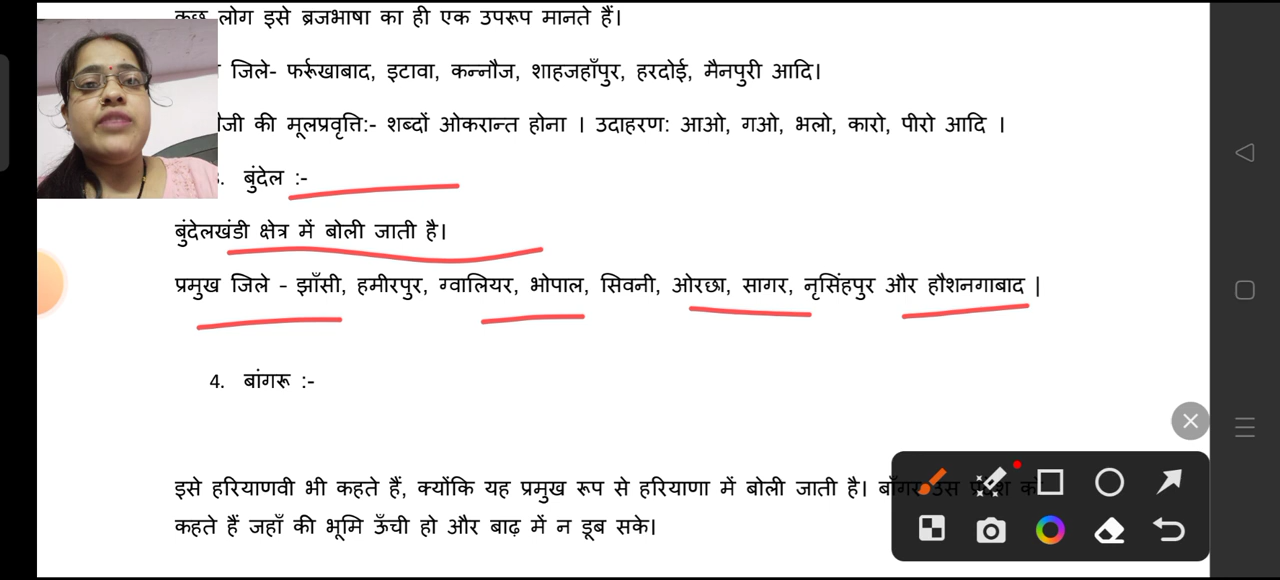 कुछ लोग इसे ब्रजभाषा का ही एक उपरूप मानते हैं।
जिले- फर्रूखाबाद, इटावा, कन्नौज, शाहजहाँपुर, हरदोई, मैनपुरी आदि।
की मूलप्रवृत्ति:- शब्दों ओकरान्त होना । उदाहरण: आओ, गओ, भलो, कारो, पीरो आदि ।
बुंदेल :-
बुंदेलखंडी क्षेत्र में बोली जाती है।
प्रमुख जिले - झाँसी, हमीरपुर, ग्वालियर, भोपाल, सिवनी, ओरछा, सागर, नृसिंहपुर और हौशनगाबाद |
4. बांगरू :-
इसे हरियाणवी भी कहते हैं, क्योंकि यह प्रमुख रूप से हरियाणा में बोली जाती है। बाँगर उस
कहते हैं जहाँ की भूमि ऊँची हो और बाढ़ में न डूब सके।